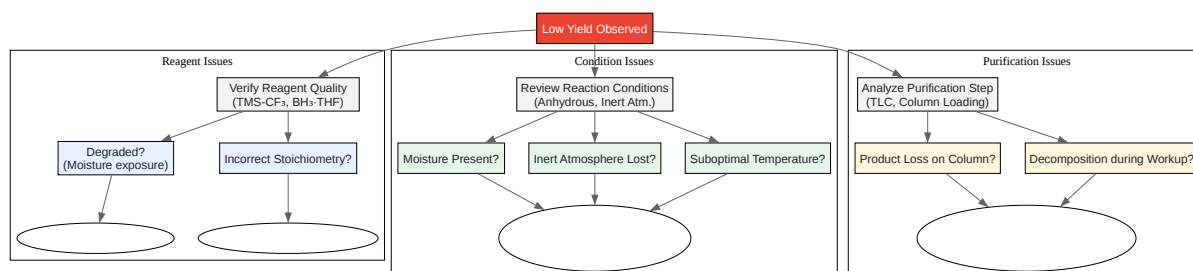 Low Yield Observed
Reagent Issues
Condition Issues
Purification Issues
Verify Reagent Quality
(TMS-CF₃, BH₃·THF)
Review Reaction Conditions
(Anhydrous, Inert Atm.)
Analyze Purification Step
(TLC, Column Loading)
Degraded?
(Moisture exposure)
Incorrect Stoichiometry?
Moisture Present?
Inert Atmosphere Lost?
Suboptimal Temperature?
Product Loss on Column?
Decomposition during Workup?